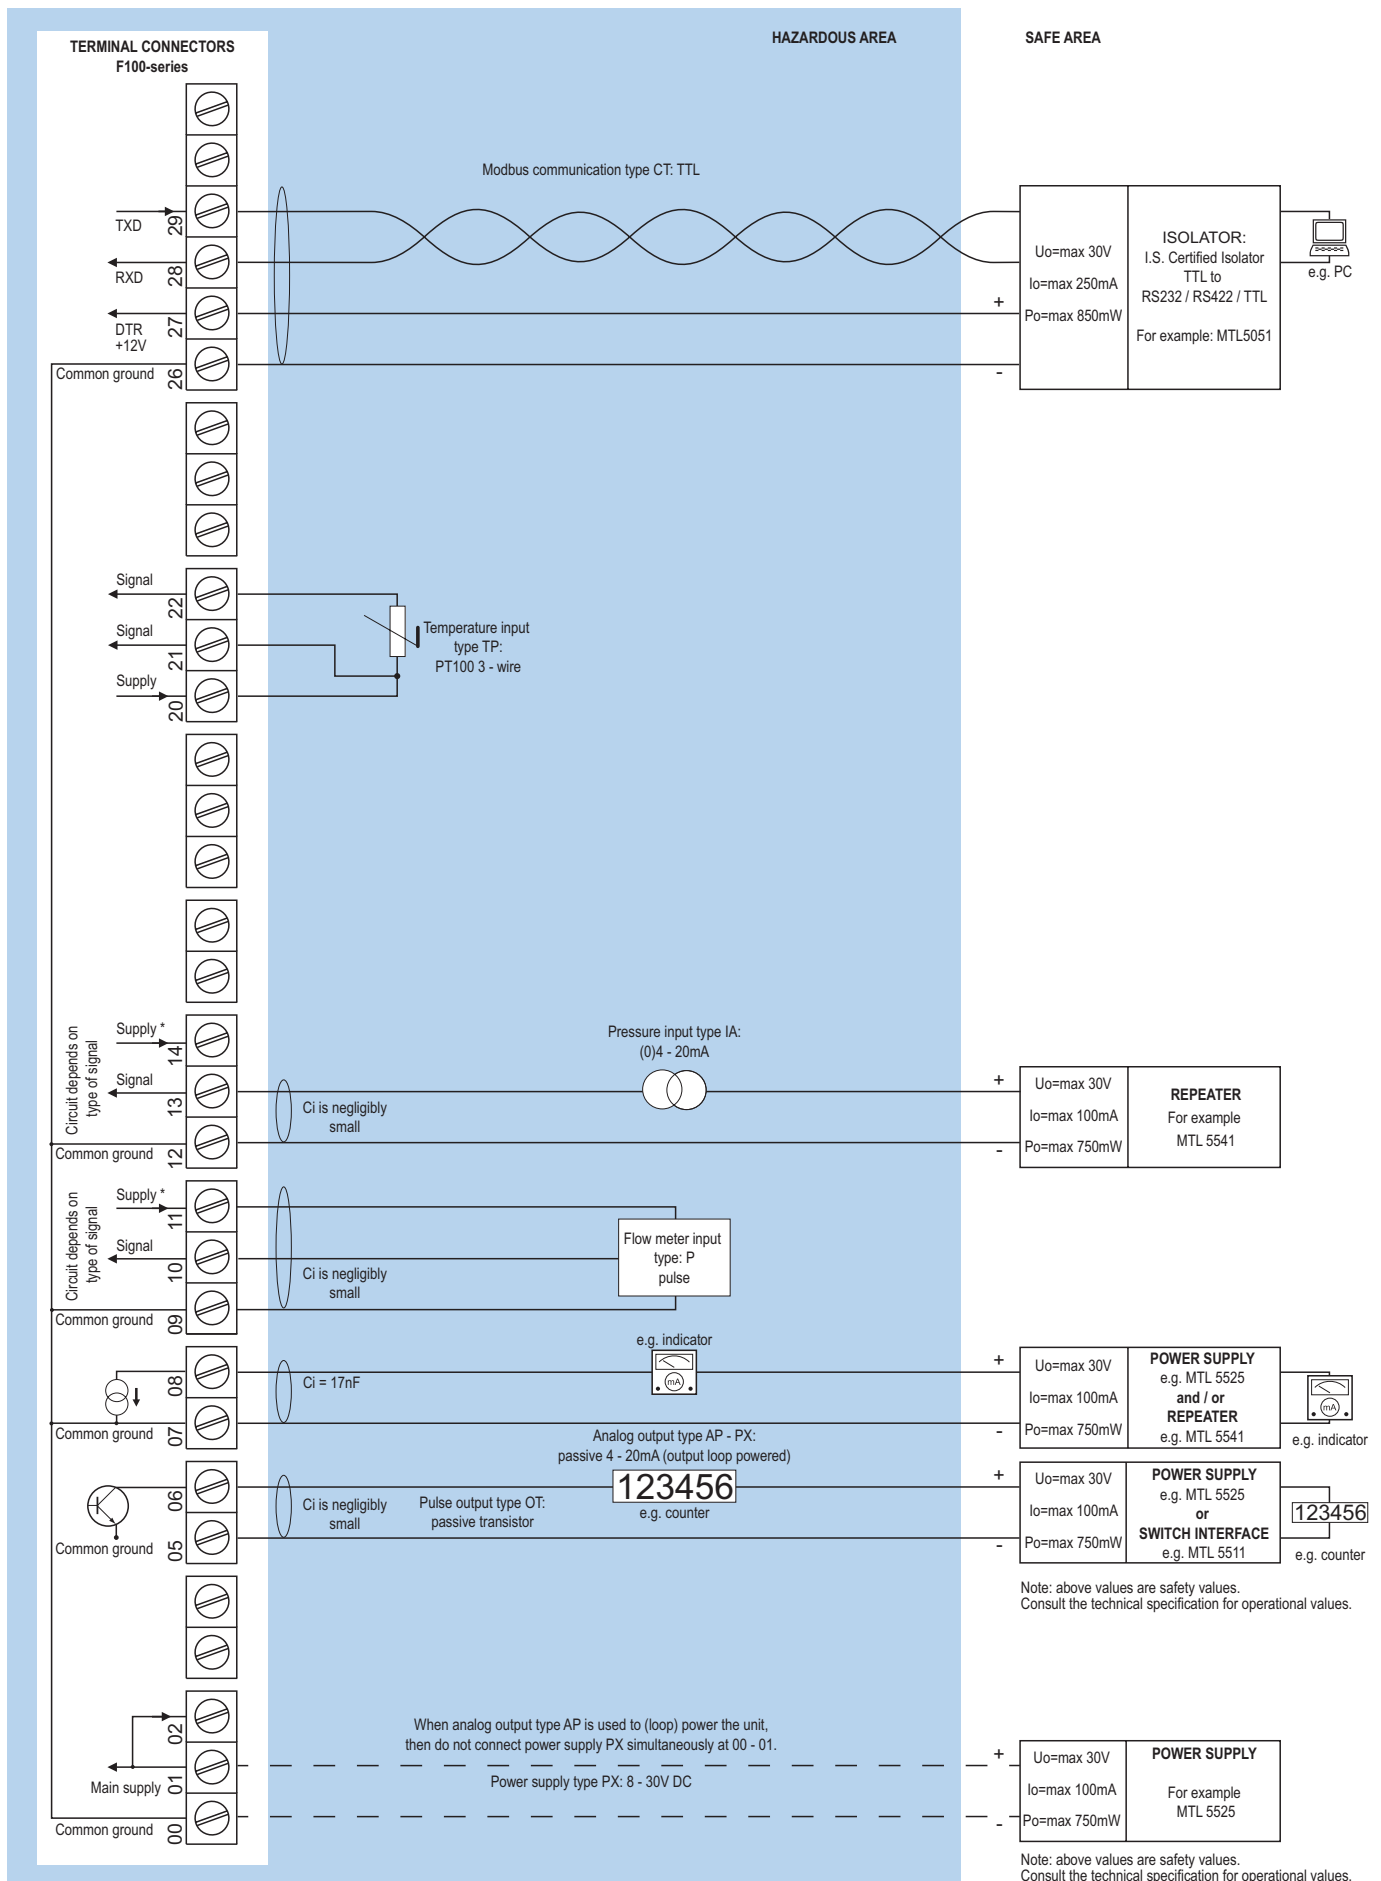 TERMINAL CONNECTORS
F100-series
HAZARDOUS AREA
SAFE AREA
Modbus communication type CT: TTL
TXD
29
RXD
28
DTR
+12V
27
Common ground
26
+
-
Uo=max 30V
Io=max 250mA
Po=max 850mW
ISOLATOR:
I.S. Certified Isolator
TTL to
RS232 / RS422 / TTL
For example: MTL5051
e.g. PC
Signal
22
Signal
21
Supply
20
Temperature input
type TP:
PT100 3 - wire
Circuit depends on
type of signal
Supply *
14
Signal
13
Common ground
12
Ci is negligibly
small
Pressure input type IA:
(0)4 - 20mA
+
-
Uo=max 30V
Io=max 100mA
Po=max 750mW
REPEATER
For example
MTL 5541
Circuit depends on
type of signal
Supply *
11
Signal
10
Common ground
09
Ci is negligibly
small
Flow meter input
type: P
pulse
08
Common ground
07
Ci = 17nF
e.g. indicator
mA
Analog output type AP - PX:
passive 4 - 20mA (output loop powered)
+
-
Uo=max 30V
Io=max 100mA
Po=max 750mW
POWER SUPPLY
e.g. MTL 5525
and / or
REPEATER
e.g. MTL 5541
mA
e.g. indicator
06
Common ground
05
Ci is negligibly
small
Pulse output type OT:
passive transistor
123456
e.g. counter
+
-
Uo=max 30V
Io=max 100mA
Po=max 750mW
POWER SUPPLY
e.g. MTL 5525
or
SWITCH INTERFACE
e.g. MTL 5511
123456
e.g. counter
Note: above values are safety values.
Consult the technical specification for operational values.
02
Main supply
01
Common ground
00
When analog output type AP is used to (loop) power the unit,
then do not connect power supply PX simultaneously at 00 - 01.
Power supply type PX: 8 - 30V DC
+
-
Uo=max 30V
Io=max 100mA
Po=max 750mW
POWER SUPPLY
For example
MTL 5525
Note: above values are safety values.
Consult the technical specification for operational values.